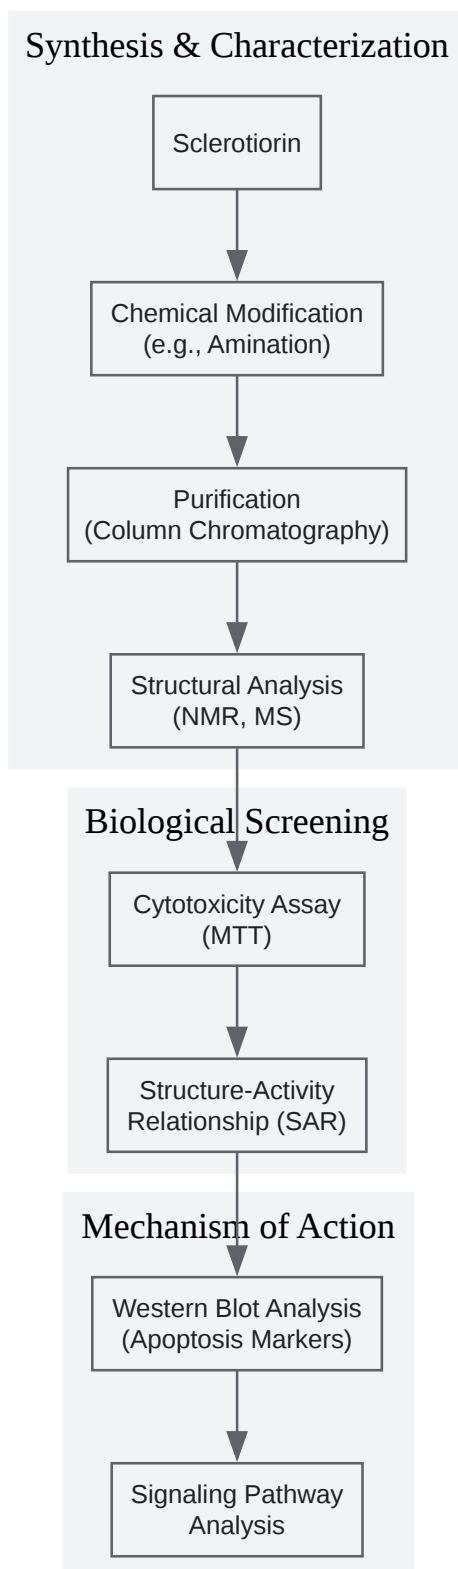 Synthesis & Characterization
Sclerotiorin
Chemical Modification
(e.g., Amination)
Purification
(Column Chromatography)
Structural Analysis
(NMR, MS)
Biological Screening
Cytotoxicity Assay
(MTT)
Structure-Activity
Relationship (SAR)
Mechanism of Action
Western Blot Analysis
(Apoptosis Markers)
Signaling Pathway
Analysis